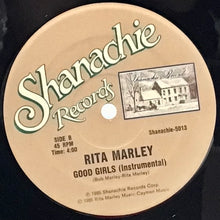 Shanachie
Records
SIDE B
45 RPM
Time: 4:00
Shanachie-5013
RITA MARLEY
GOOD GIRLS (Instrumental)
(Bob Marley-Rita Marley)
℗ 1985 Shanachie Records Corp.
© 1985 Rita Marley Music/Cayman Music